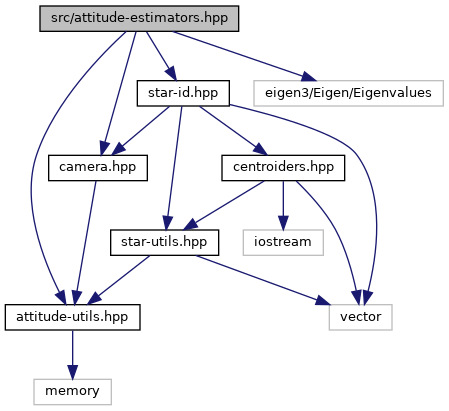 src/attitude-estimators.hpp
star-id.hpp
eigen3/Eigen/Eigenvalues
camera.hpp
centroiders.hpp
star-utils.hpp
iostream
attitude-utils.hpp
vector
memory